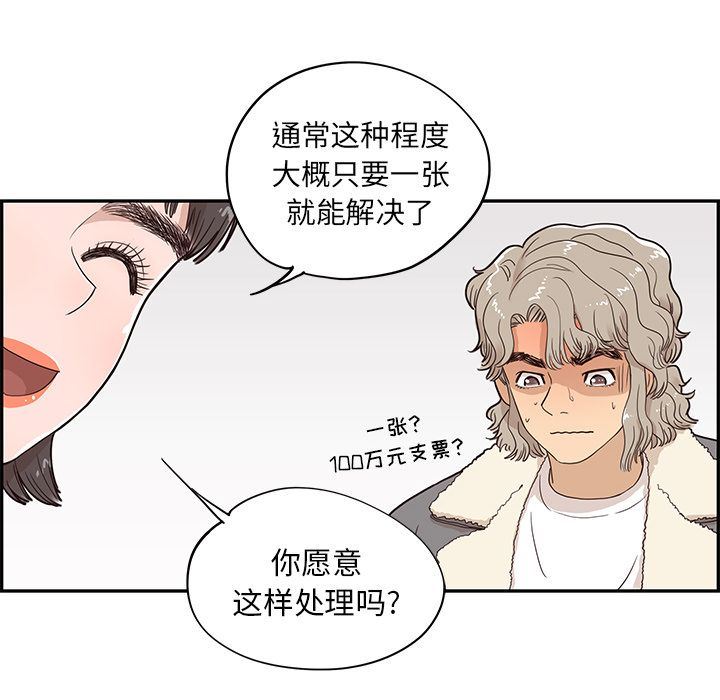 通常这种程度
大概只要一张
就能解决了
一张?
100万元支票?
你愿意
这样处理吗?